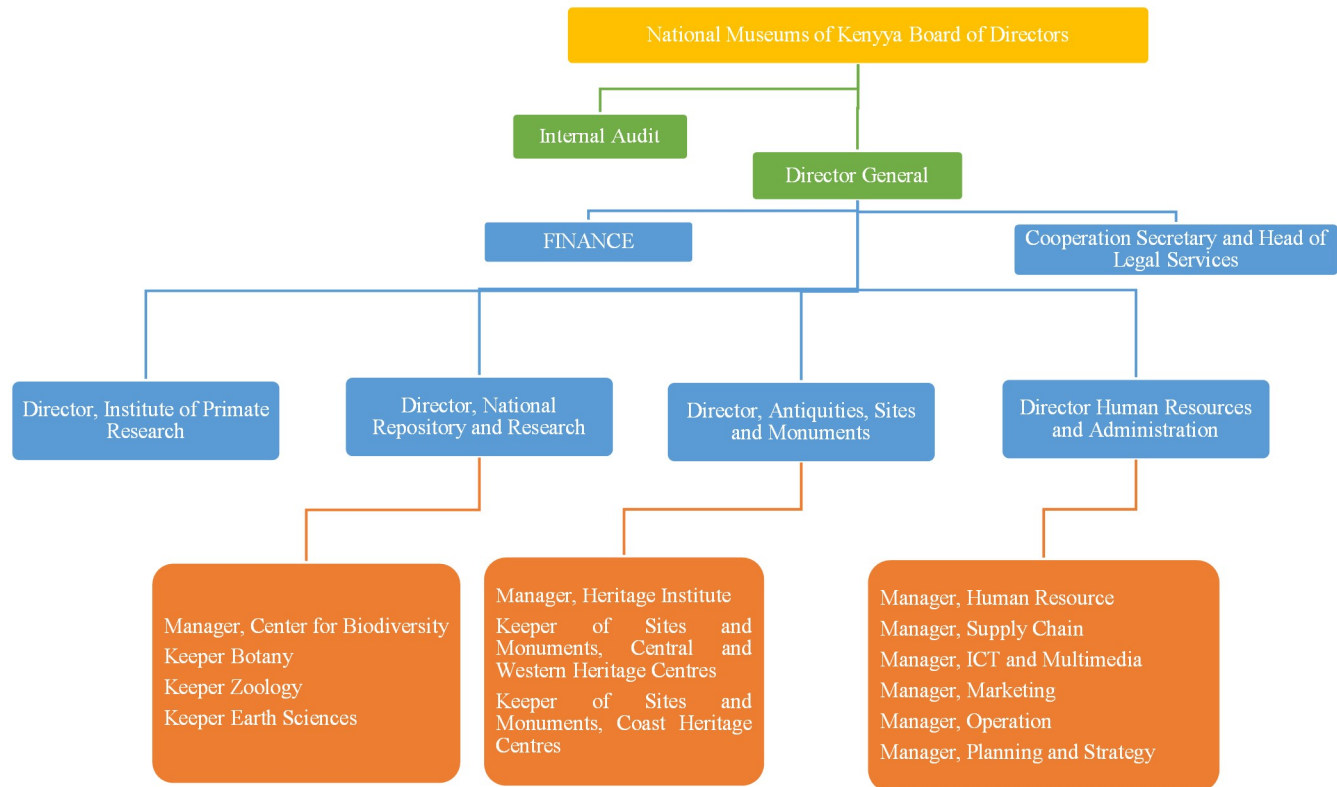 National Museums of Kenyya Board of Directors
Internal Audit
Director General
FINANCE
Cooperation Secretary and Head of
Legal Services
Director, Institute of Primate
Research
Director, National
Repository and Research
Director, Antiquities, Sites
and Monuments
Director Human Resources
and Administration
Manager, Center for Biodiversity
Keeper Botany
Keeper Zoology
Keeper Earth Sciences
Manager, Heritage Institute
Keeper of Sites and
Monuments, Central and
Western Heritage Centres
Keeper of Sites and
Monuments, Coast Heritage
Centres
Manager, Human Resource
Manager, Supply Chain
Manager, ICT and Multimedia
Manager, Marketing
Manager, Operation
Manager, Planning and Strategy